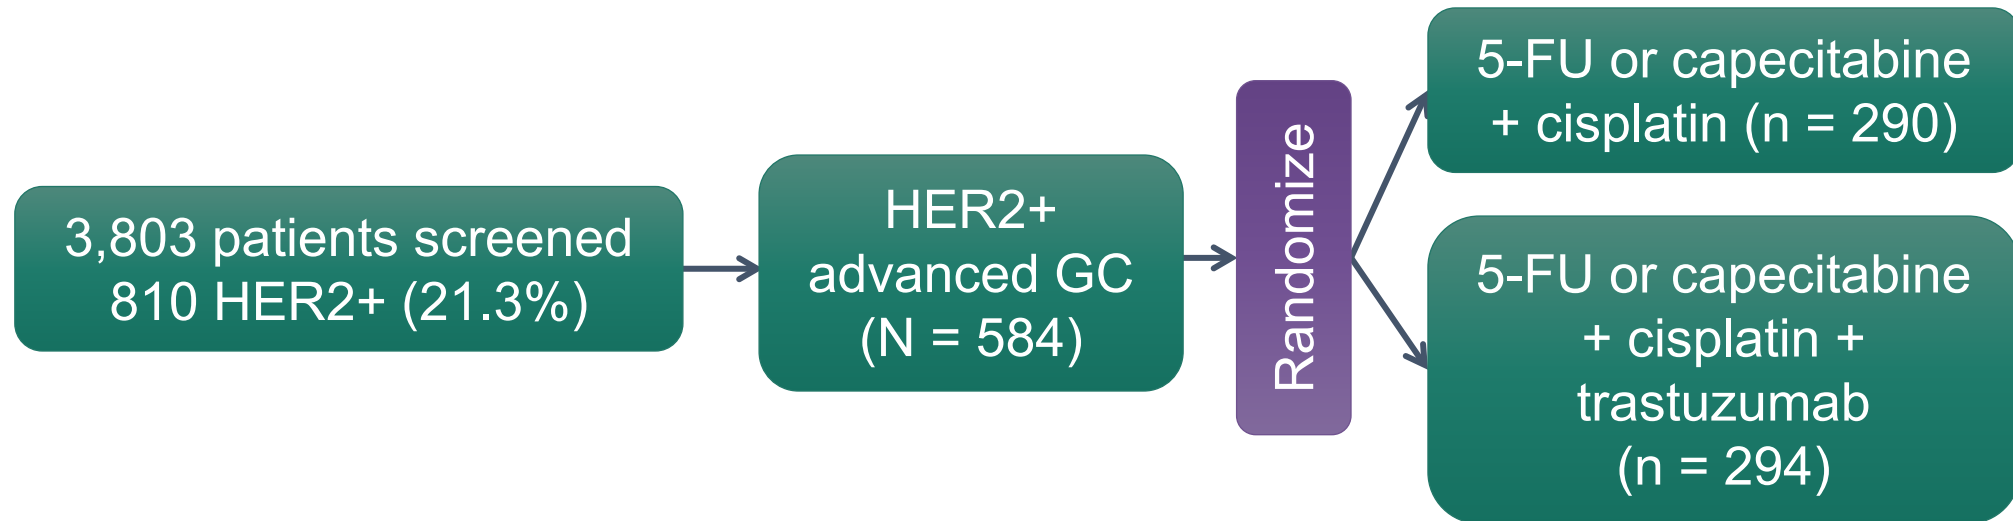 3,803 patients screened
810 HER2+ (21.3%)
HER2+
advanced GC
(N = 584)
Randomize
5-FU or capecitabine
+ cisplatin (n = 290)
5-FU or capecitabine
+ cisplatin +
trastuzumab
(n = 294)